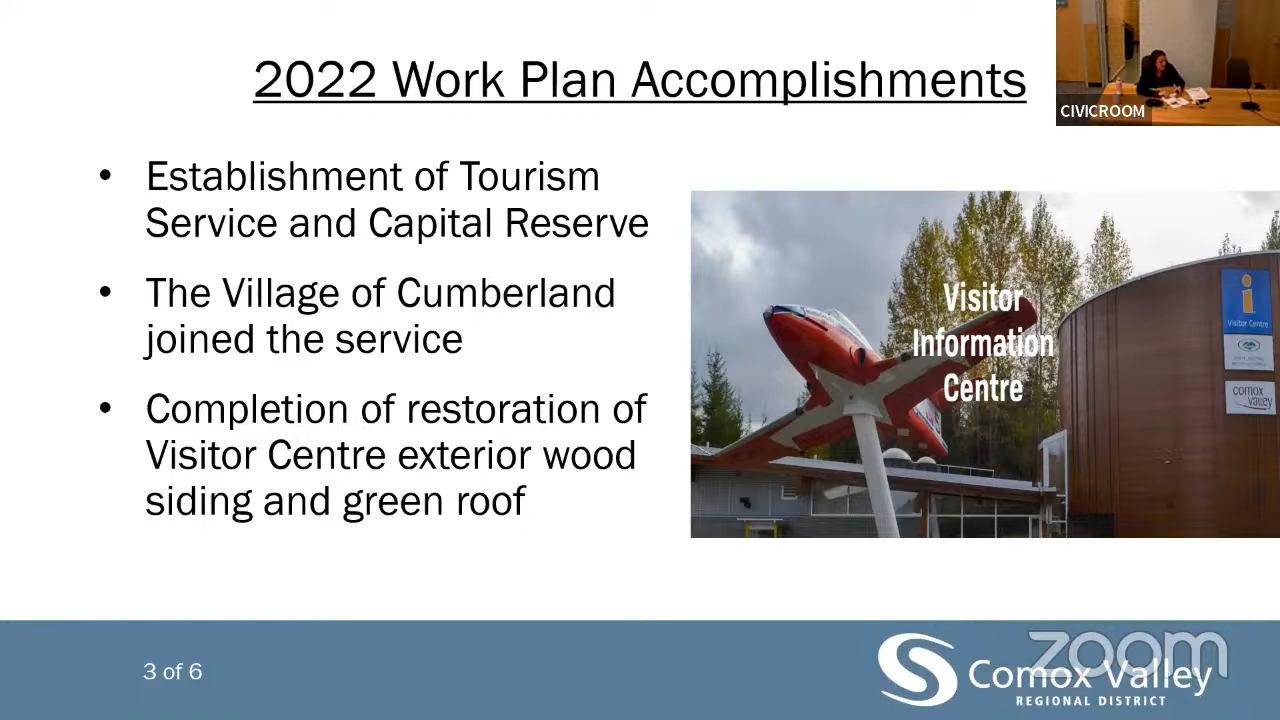 2022 Work Plan Accomplishments
CIVICROOM
• Establishment of Tourism
Service and Capital Reserve
• The Village of Cumberland
joined the service
• Completion of restoration of
Visitor Centre exterior wood
siding and green roof
Visitor
Information
Centre
i
Visitor Centre
comox
valley
3 of 6
zoom
Comox Valley
REGIONAL DISTRICT